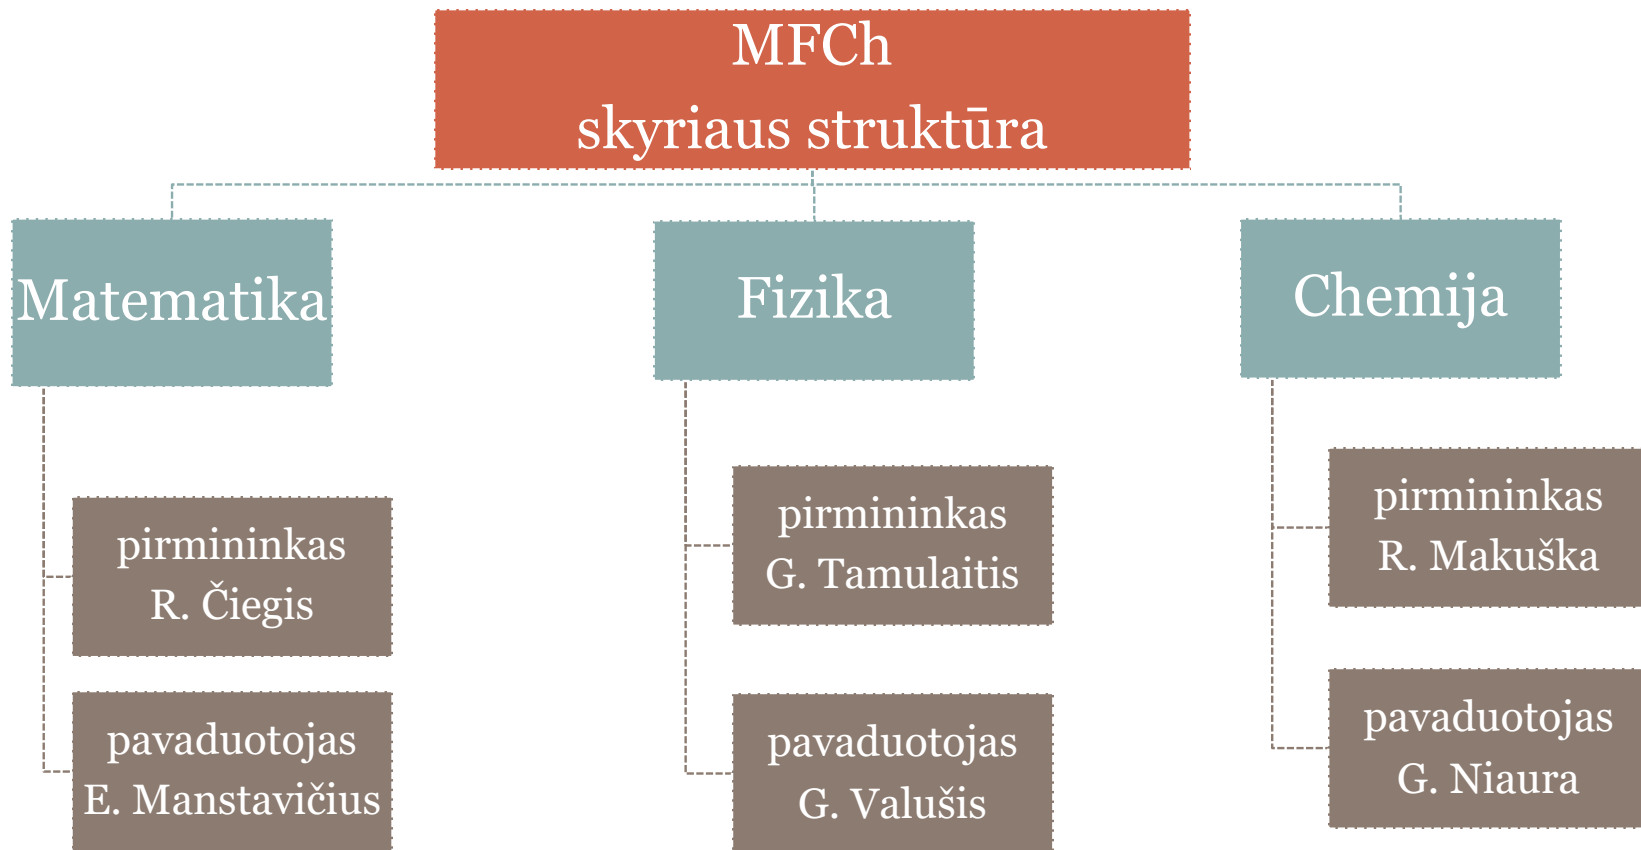 MFCh
skyriaus struktūra
Matematika
pirmininkas
R. Čiegis
pavaduotojas
E. Manstavičius
Fizika
pirmininkas
G. Tamulaitis
pavaduotojas
G. Valušis
Chemija
pirmininkas
R. Makuška
pavaduotojas
G. Niaura